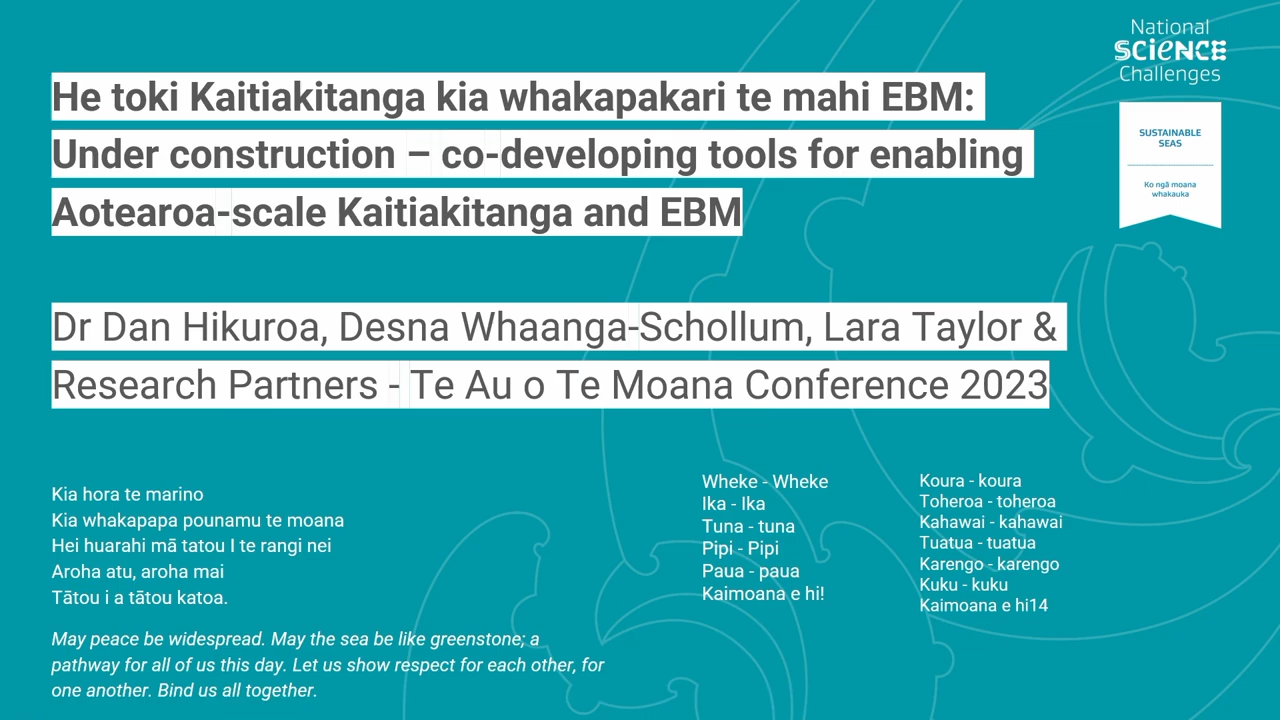 National
SCiENCE
Challenges
SUSTAINABLE
SEAS
Ko ngā moana
whakauka
He toki Kaitiakitanga kia whakapakari te mahi EBM:
Under construction – co-developing tools for enabling
Aotearoa-scale Kaitiakitanga and EBM
Dr Dan Hikuroa, Desna Whaanga-Schollum, Lara Taylor &
Research Partners - Te Au o Te Moana Conference 2023
Kia hora te marino
Kia whakapapa pounamu te moana
Hei huarahi mā tatou I te rangi nei
Aroha atu, aroha mai
Tātou i a tātou katoa.
May peace be widespread. May the sea be like greenstone; a
pathway for all of us this day. Let us show respect for each other, for
one another. Bind us all together.
Wheke - Wheke
Ika - Ika
Tuna - tuna
Pipi - Pipi
Paua - paua
Kaimoana e hi!
Koura - koura
Toheroa - toheroa
Kahawai - kahawai
Tuatua - tuatua
Karengo - karengo
Kuku - kuku
Kaimoana e hi14